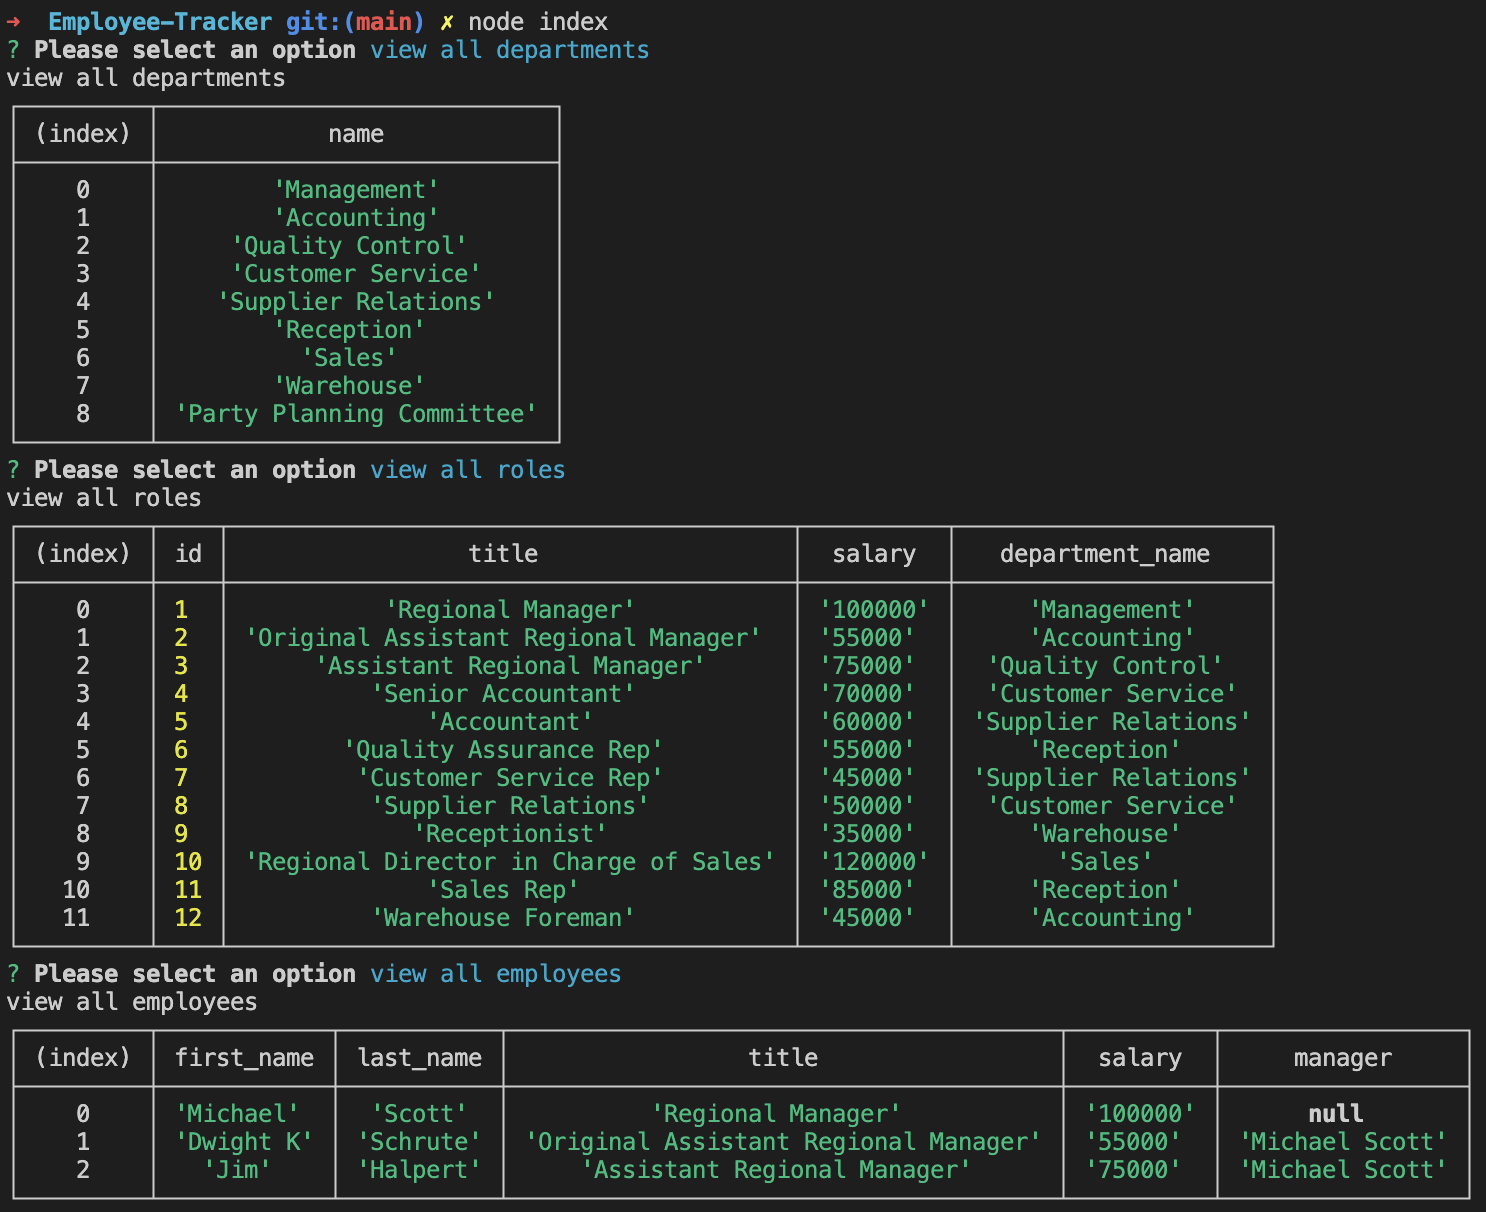 ➜  Employee-Tracker git:(main) ✗ node index
? Please select an option view all departments
view all departments
(index) name
0 'Management'
1 'Accounting'
2 'Quality Control'
3 'Customer Service'
4 'Supplier Relations'
5 'Reception'
6 'Sales'
7 'Warehouse'
8 'Party Planning Committee'
? Please select an option view all roles
view all roles
(index) id title salary department_name
0 1 'Regional Manager' '100000' 'Management'
1 2 'Original Assistant Regional Manager' '55000' 'Accounting'
2 3 'Assistant Regional Manager' '75000' 'Quality Control'
3 4 'Senior Accountant' '70000' 'Customer Service'
4 5 'Accountant' '60000' 'Supplier Relations'
5 6 'Quality Assurance Rep' '55000' 'Reception'
6 7 'Customer Service Rep' '45000' 'Supplier Relations'
7 8 'Supplier Relations' '50000' 'Customer Service'
8 9 'Receptionist' '35000' 'Warehouse'
9 10 'Regional Director in Charge of Sales' '120000' 'Sales'
10 11 'Sales Rep' '85000' 'Reception'
11 12 'Warehouse Foreman' '45000' 'Accounting'
? Please select an option view all employees
view all employees
(index) first_name last_name title salary manager
0 'Michael' 'Scott' 'Regional Manager' '100000' null
1 'Dwight K' 'Schrute' 'Original Assistant Regional Manager' '55000' 'Michael Scott'
2 'Jim' 'Halpert' 'Assistant Regional Manager' '75000' 'Michael Scott'